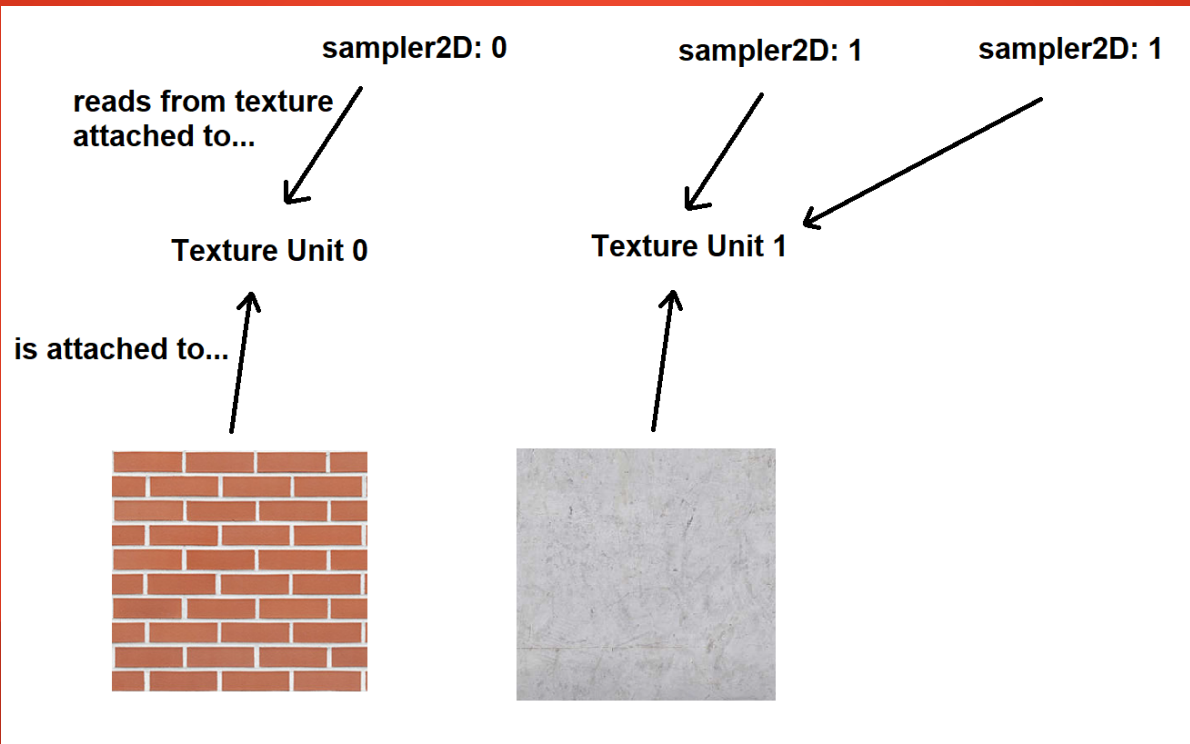 sampler2D: 0
sampler2D: 1
sampler2D: 1
reads from texture
attached to...
Texture Unit 0
Texture Unit 1
is attached to...